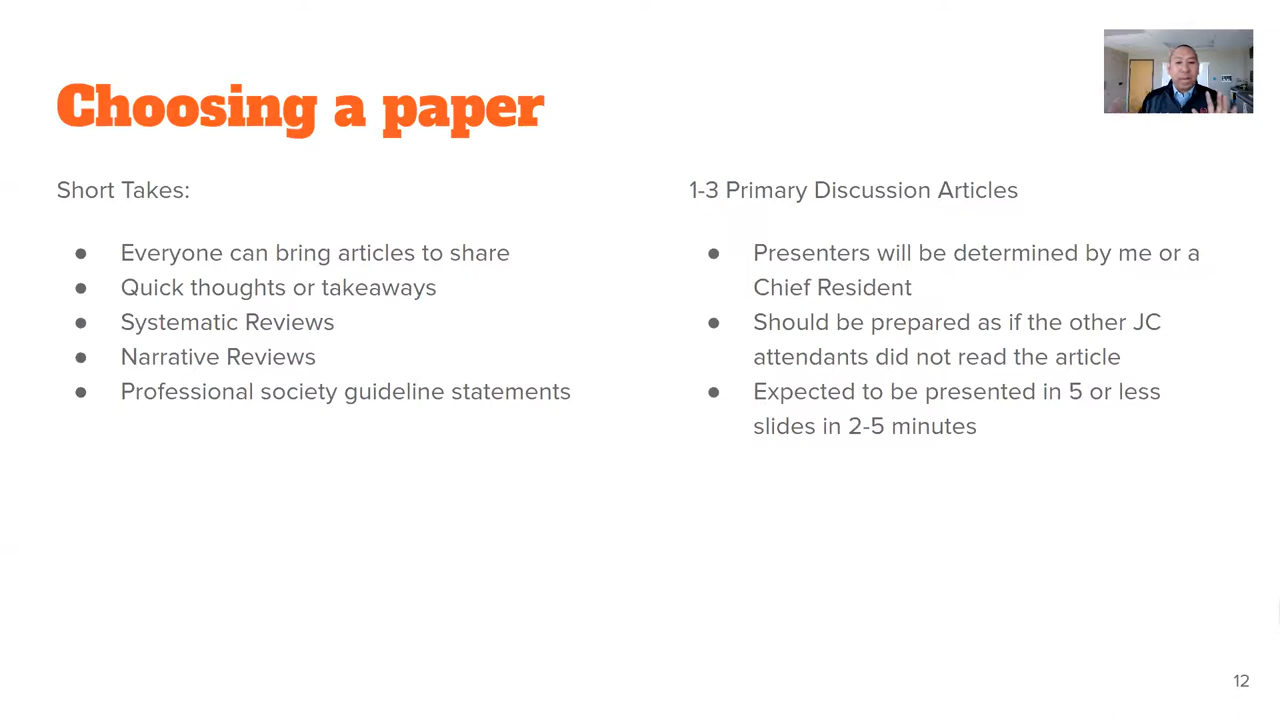 Choosing a paper
Short Takes:
● Everyone can bring articles to share
● Quick thoughts or takeaways
● Systematic Reviews
● Narrative Reviews
● Professional society guideline statements
1-3 Primary Discussion Articles
● Presenters will be determined by me or a
Chief Resident
● Should be prepared as if the other JC
attendants did not read the article
● Expected to be presented in 5 or less
slides in 2-5 minutes
12